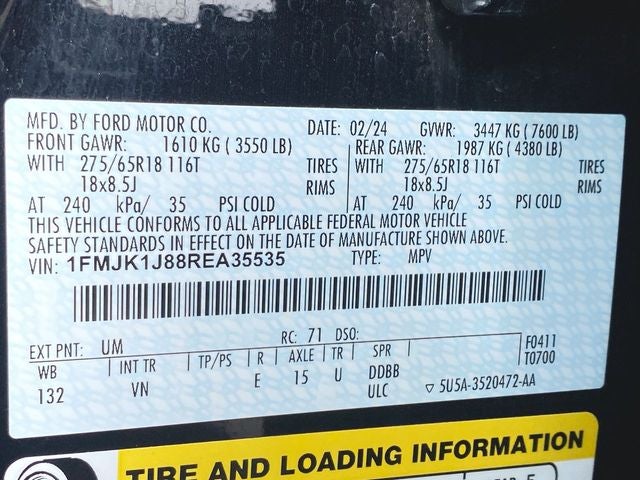 MFD. BY FORD MOTOR CO. DATE: 02/24 GVWR: 3447 KG (7600 LB)
FRONT GAWR: 1610 KG (3550 LB) REAR GAWR: 1987 KG (4380 LB)
WITH 275/65R18 116T TIRES WITH 275/65R18 116T TIRES
18x8.5J RIMS 18x8.5J RIMS
AT 240 kPa/ 35 PSI COLD AT 240 kPa/ 35 PSI COLD
THIS VEHICLE CONFORMS TO ALL APPLICABLE FEDERAL MOTOR VEHICLE
SAFETY STANDARDS IN EFFECT ON THE DATE OF MANUFACTURE SHOWN ABOVE.
VIN: 1FMJK1J88REA35535 TYPE: MPV
EXT PNT: UM RC: 71 DSO: F0411
WB INT TR TP/PS R AXLE TR SPR T0700
132 VN E 15 U DDBB
ULC ▽ 5U5A-3520472-AA
TIRE AND LOADING INFORMATION